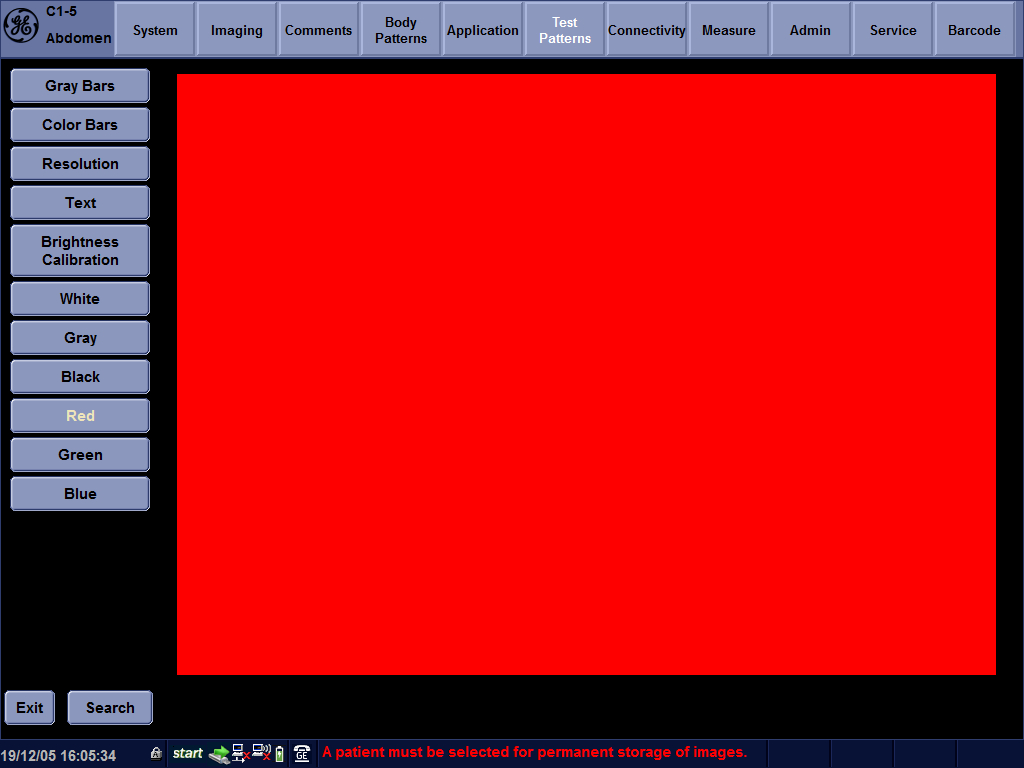 C1-5
Abdomen
System
Imaging
Comments
Body
Patterns
Application
Test
Patterns
Connectivity
Measure
Admin
Service
Barcode
Gray Bars
Color Bars
Resolution
Text
Brightness
Calibration
White
Gray
Black
Red
Green
Blue
Exit
Search
19/12/05 16:05:34
start
GE
A patient must be selected for permanent storage of images.